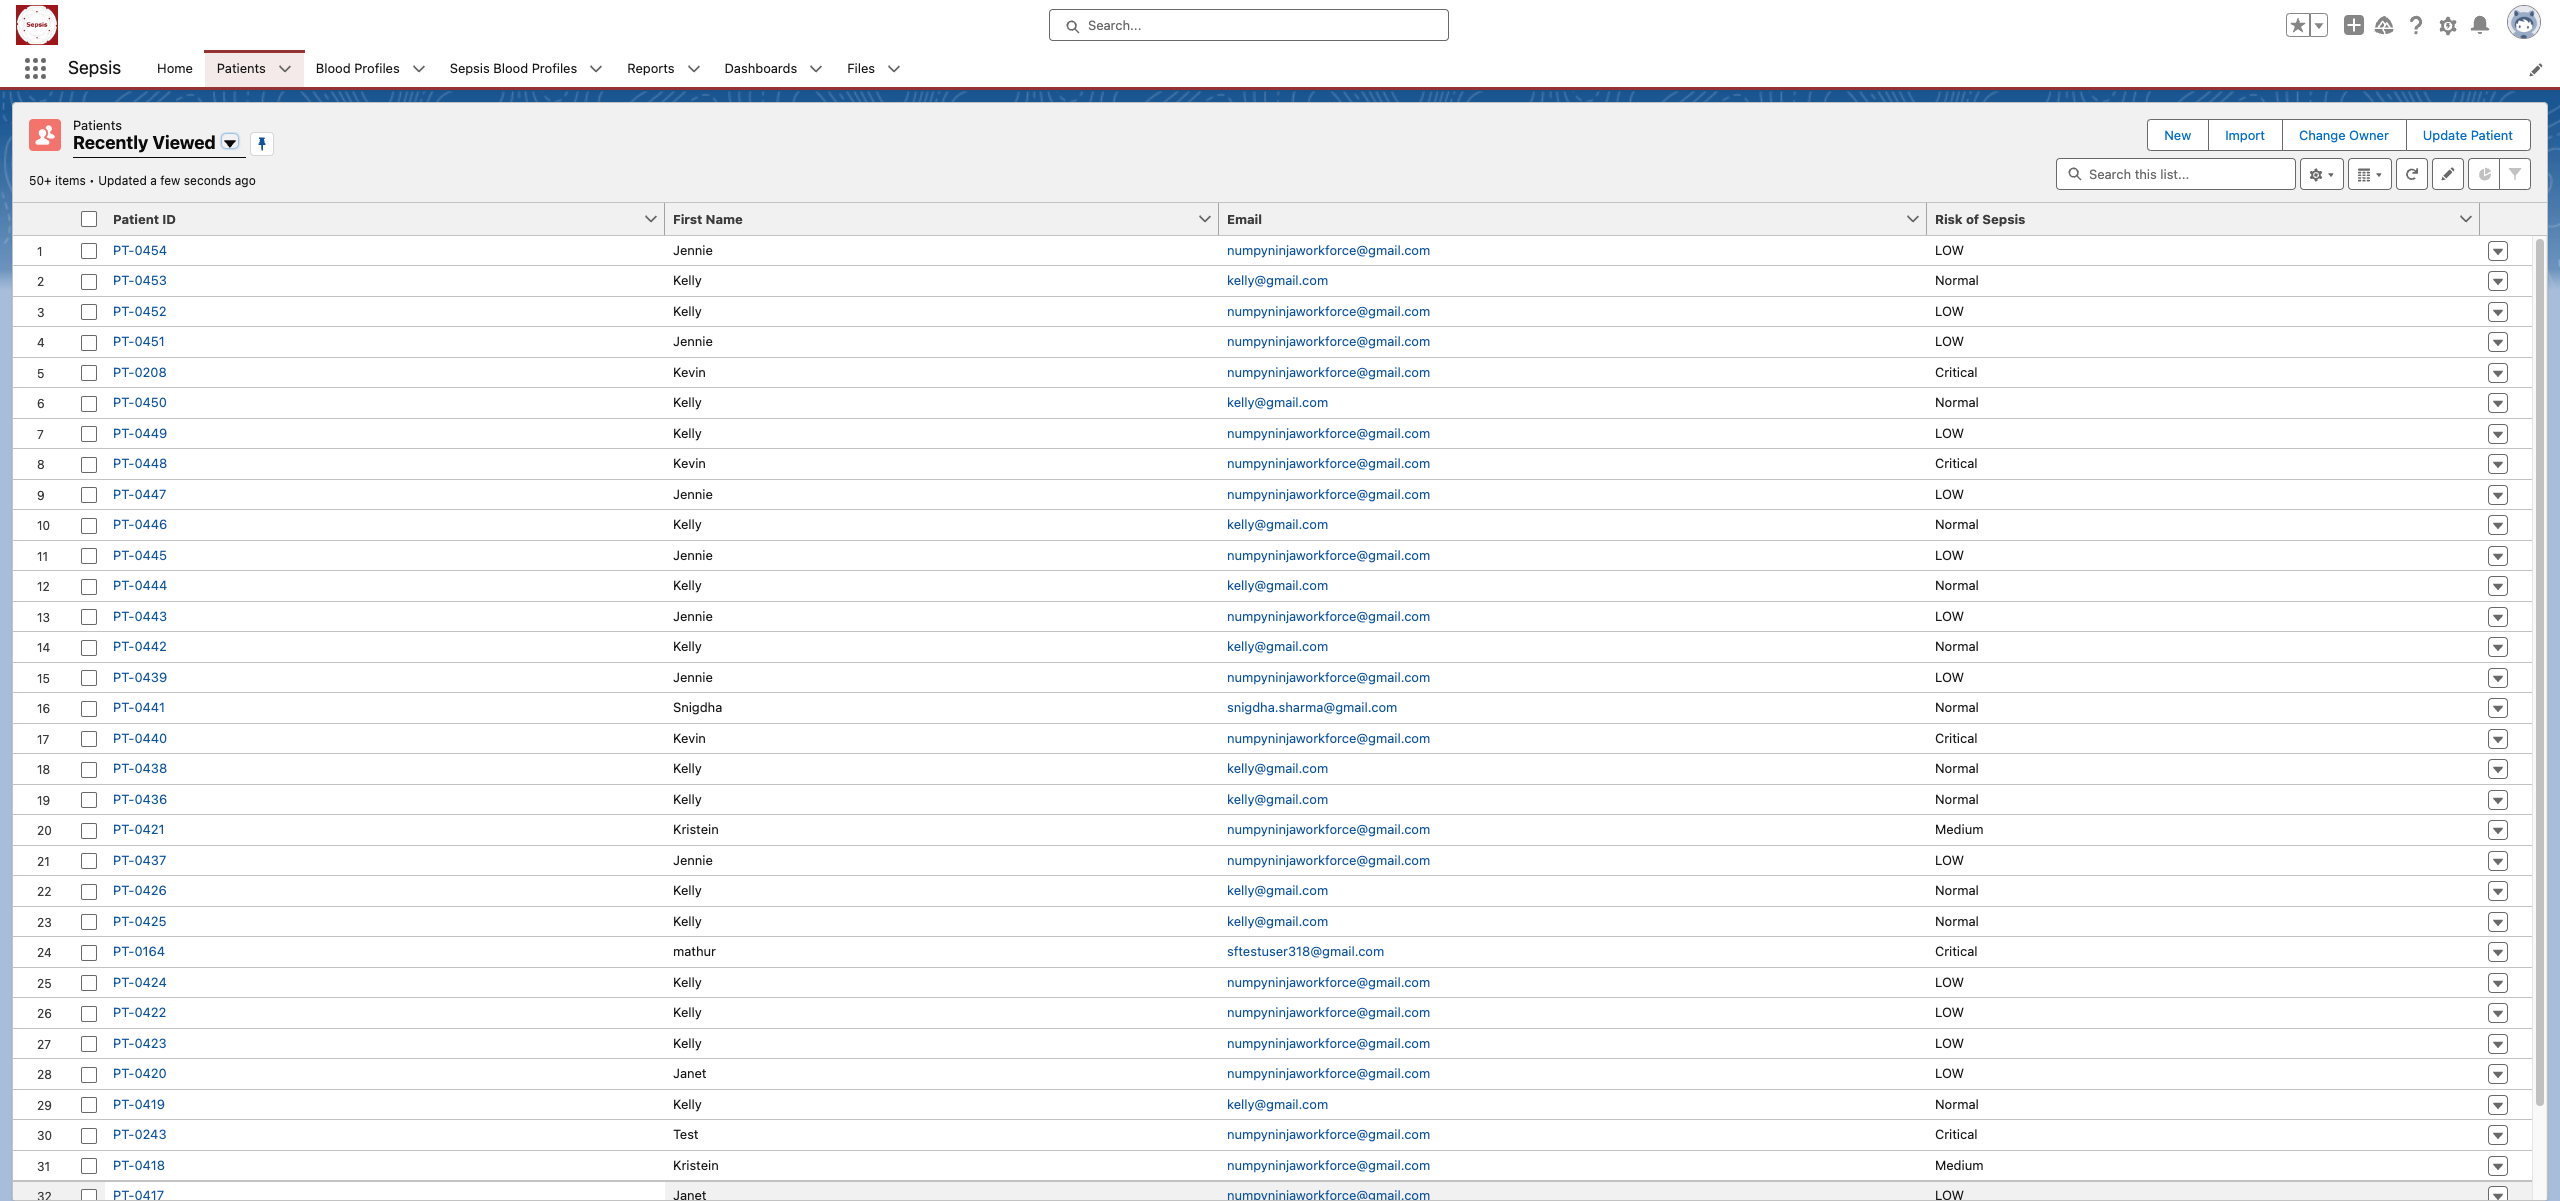 Sepsis
Search...
Sepsis Home Patients Blood Profiles Sepsis Blood Profiles Reports Dashboards Files
Patients
Recently Viewed
New Import Change Owner Update Patient
50+ items • Updated a few seconds ago
Search this list...
Patient ID First Name Email Risk of Sepsis
1 PT-0454 Jennie numpyninjaworkforce@gmail.com LOW
2 PT-0453 Kelly kelly@gmail.com Normal
3 PT-0452 Kelly numpyninjaworkforce@gmail.com LOW
4 PT-0451 Jennie numpyninjaworkforce@gmail.com LOW
5 PT-0208 Kevin numpyninjaworkforce@gmail.com Critical
6 PT-0450 Kelly kelly@gmail.com Normal
7 PT-0449 Kelly numpyninjaworkforce@gmail.com LOW
8 PT-0448 Kevin numpyninjaworkforce@gmail.com Critical
9 PT-0447 Jennie numpyninjaworkforce@gmail.com LOW
10 PT-0446 Kelly kelly@gmail.com Normal
11 PT-0445 Jennie numpyninjaworkforce@gmail.com LOW
12 PT-0444 Kelly kelly@gmail.com Normal
13 PT-0443 Jennie numpyninjaworkforce@gmail.com LOW
14 PT-0442 Kelly kelly@gmail.com Normal
15 PT-0439 Jennie numpyninjaworkforce@gmail.com LOW
16 PT-0441 Snigdha snigdha.sharma@gmail.com Normal
17 PT-0440 Kevin numpyninjaworkforce@gmail.com Critical
18 PT-0438 Kelly kelly@gmail.com Normal
19 PT-0436 Kelly kelly@gmail.com Normal
20 PT-0421 Kristein numpyninjaworkforce@gmail.com Medium
21 PT-0437 Jennie numpyninjaworkforce@gmail.com LOW
22 PT-0426 Kelly kelly@gmail.com Normal
23 PT-0425 Kelly kelly@gmail.com Normal
24 PT-0164 mathur sftestuser318@gmail.com Critical
25 PT-0424 Kelly numpyninjaworkforce@gmail.com LOW
26 PT-0422 Kelly numpyninjaworkforce@gmail.com LOW
27 PT-0423 Kelly numpyninjaworkforce@gmail.com LOW
28 PT-0420 Janet numpyninjaworkforce@gmail.com LOW
29 PT-0419 Kelly kelly@gmail.com Normal
30 PT-0243 Test numpyninjaworkforce@gmail.com Critical
31 PT-0418 Kristein numpyninjaworkforce@gmail.com Medium
32 PT-0417 Janet numpyninjaworkforce@gmail.com LOW